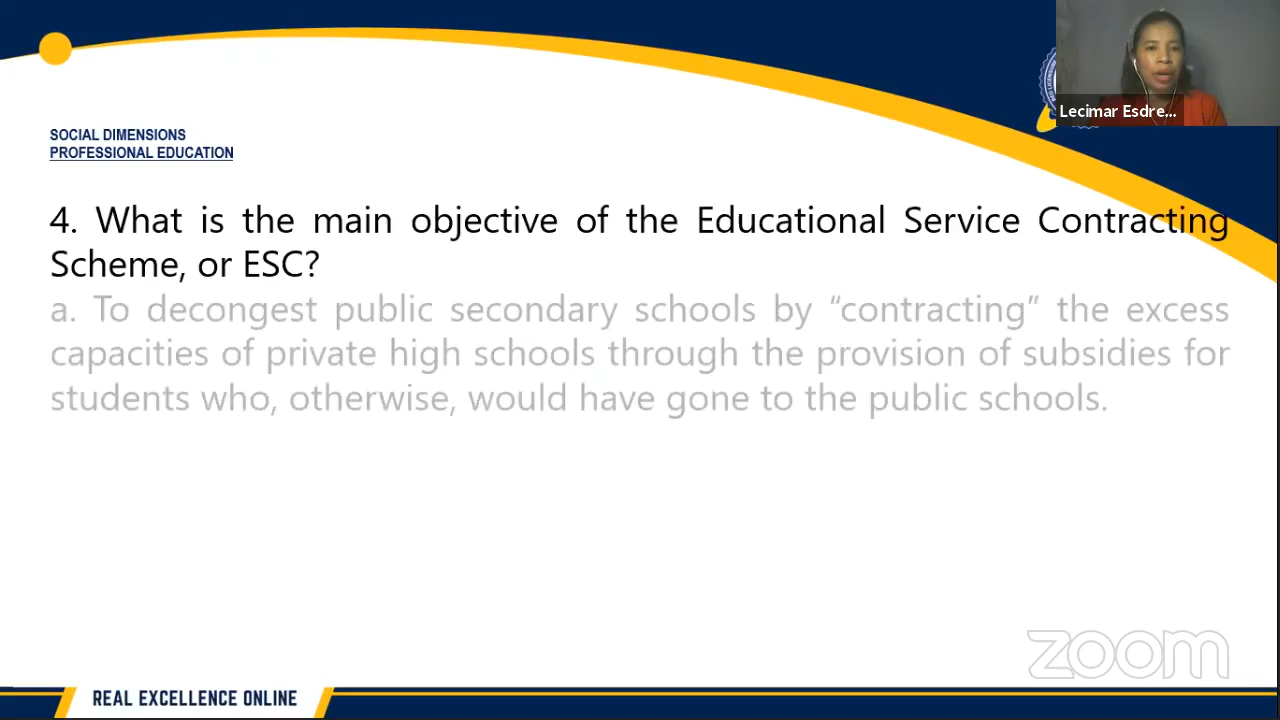 Lecimar Esdre...
SOCIAL DIMENSIONS
PROFESSIONAL EDUCATION
4. What is the main objective of the Educational Service Contracting
Scheme, or ESC?
a. To decongest public secondary schools by “contracting” the excess
capacities of private high schools through the provision of subsidies for
students who, otherwise, would have gone to the public schools.
zoom
REAL EXCELLENCE ONLINE